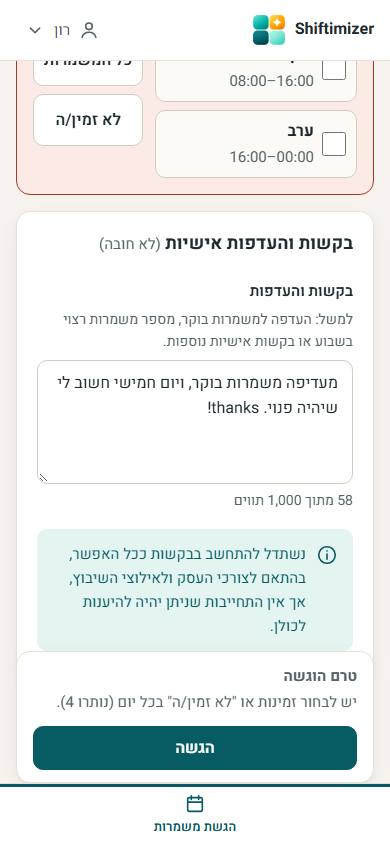 Shiftimizer
רון
כל המשמרות
08:00–16:00
לא זמין/ה
ערב
16:00–00:00
בקשות והעדפות אישיות (לא חובה)
בקשות והעדפות
למשל: העדפה למשמרות בוקר, מספר משמרות רצוי
בשבוע או בקשות אישיות נוספות.
מעדיפה משמרות בוקר, ויום חמישי חשוב לי
שיהיה פנוי. thanks!
58 מתוך 1,000 תווים
נשתדל להתחשב בבקשות ככל האפשר,
בהתאם לצורכי העסק ולאילוצי השיבוץ,
אך אין התחייבות שניתן יהיה להיענות
לכולן.
טרם הוגשה
יש לבחור זמינות או "לא זמין/ה" בכל יום (נותרו 4).
הגשה
הגשת משמרות